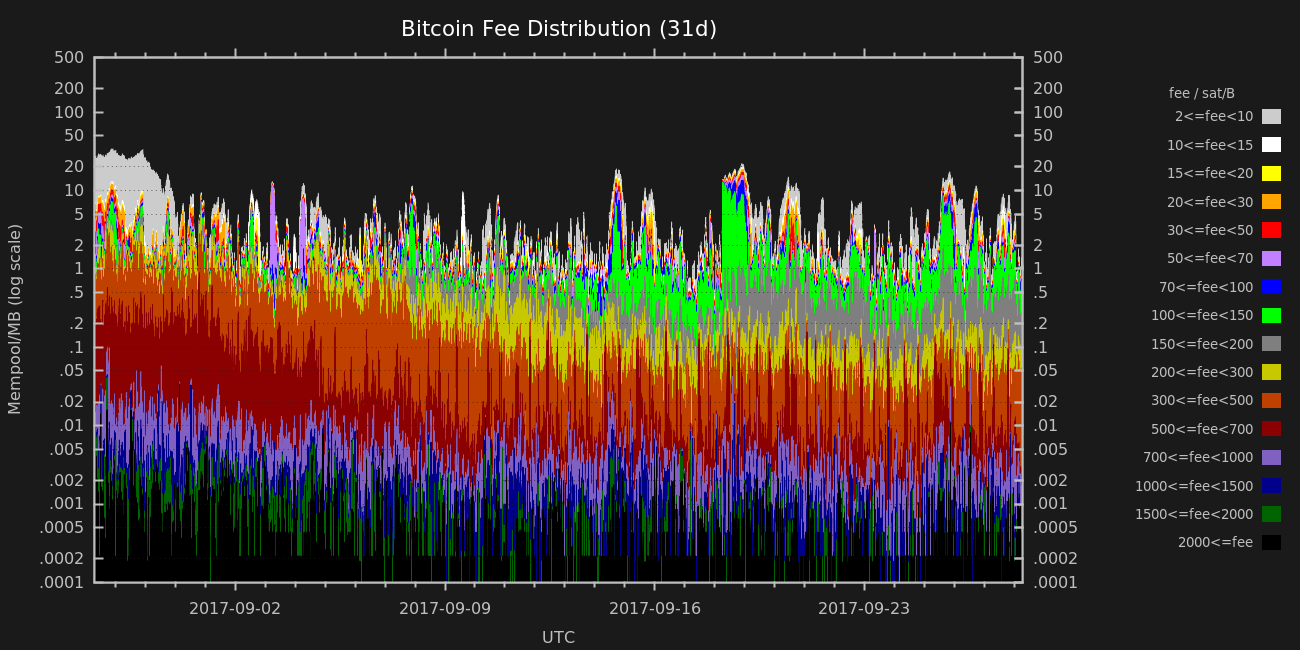 Bitcoin Fee Distribution (31d)
500
200
100
50
20
10
5
2
1
.5
.2
.1
.05
.02
.01
.005
.002
.001
.0005
.0002
.0001
Mempool/MB (log scale)
500
200
100
50
20
10
5
2
1
.5
.2
.1
.05
.02
.01
.005
.002
.001
.0005
.0002
.0001
2017-09-02
2017-09-09
2017-09-16
2017-09-23
UTC
fee / sat/B
2<=fee<10
10<=fee<15
15<=fee<20
20<=fee<30
30<=fee<50
50<=fee<70
70<=fee<100
100<=fee<150
150<=fee<200
200<=fee<300
300<=fee<500
500<=fee<700
700<=fee<1000
1000<=fee<1500
1500<=fee<2000
2000<=fee